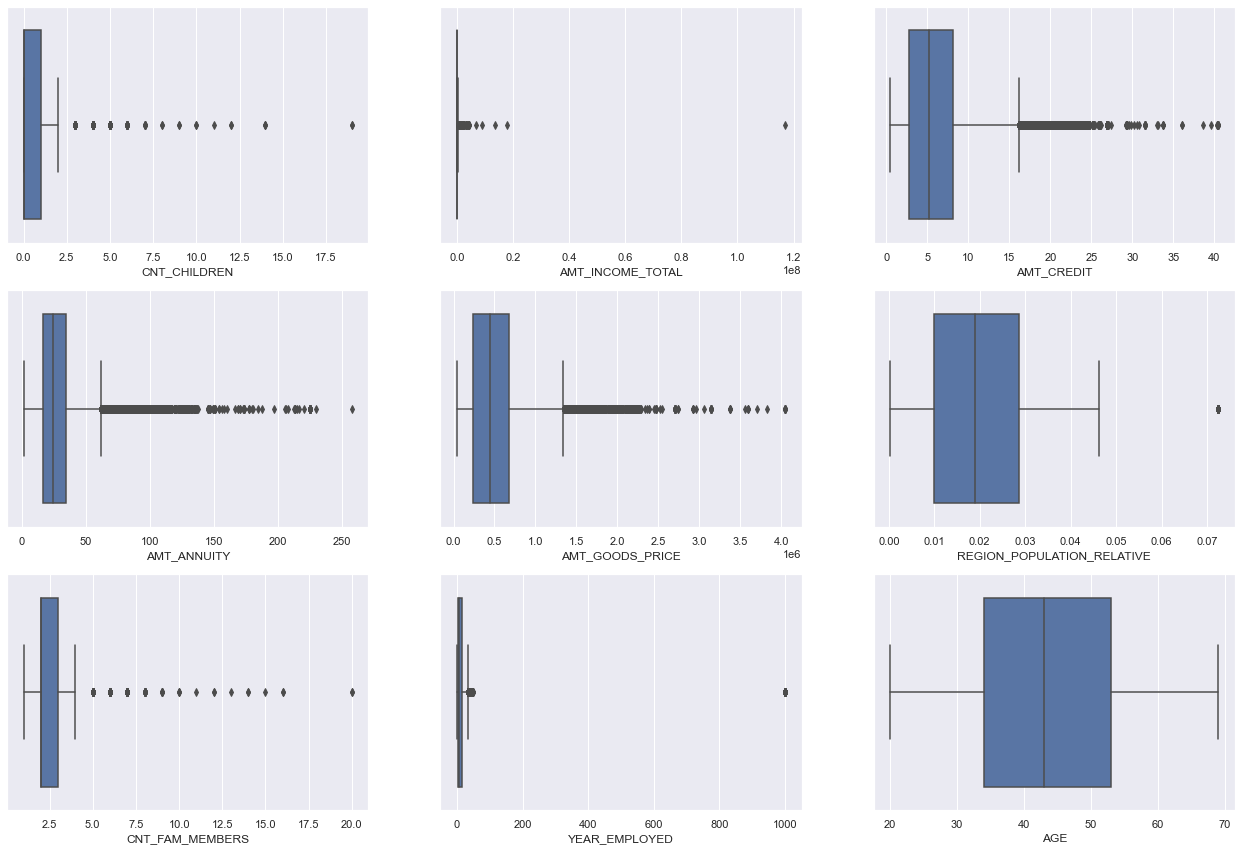 0.0 2.5 5.0 7.5 10.0 12.5 15.0 17.5
CNT_CHILDREN
0.0 0.2 0.4 0.6 0.8 1.0 1.2
1e8
AMT_INCOME_TOTAL
0 5 10 15 20 25 30 35 40
AMT_CREDIT
0 50 100 150 200 250
AMT_ANNUITY
0.0 0.5 1.0 1.5 2.0 2.5 3.0 3.5 4.0
1e6
AMT_GOODS_PRICE
0.00 0.01 0.02 0.03 0.04 0.05 0.06 0.07
REGION_POPULATION_RELATIVE
2.5 5.0 7.5 10.0 12.5 15.0 17.5 20.0
CNT_FAM_MEMBERS
0 200 400 600 800 1000
YEAR_EMPLOYED
20 30 40 50 60 70
AGE